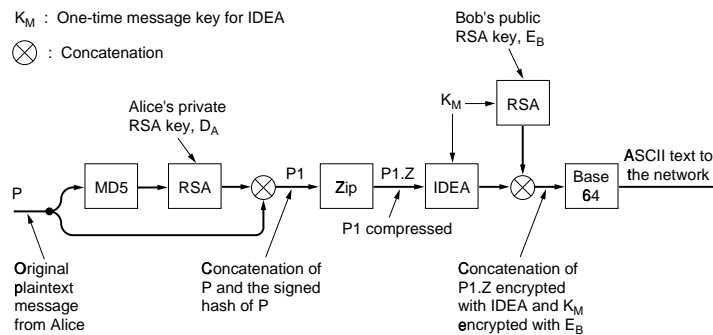 K_M : One-time message key for IDEA
: Concatenation
Bob's public
RSA key, E_B
Alice's private
RSA key, D_A
K_M
RSA
P
MD5
RSA
P1
Zip
P1.Z
IDEA
Base
64
ASCII text to
the network
P1 compressed
Original
plaintext
message
from Alice
Concatenation of
P and the signed
hash of P
Concatenation of
P1.Z encrypted
with IDEA and K_M
encrypted with E_B